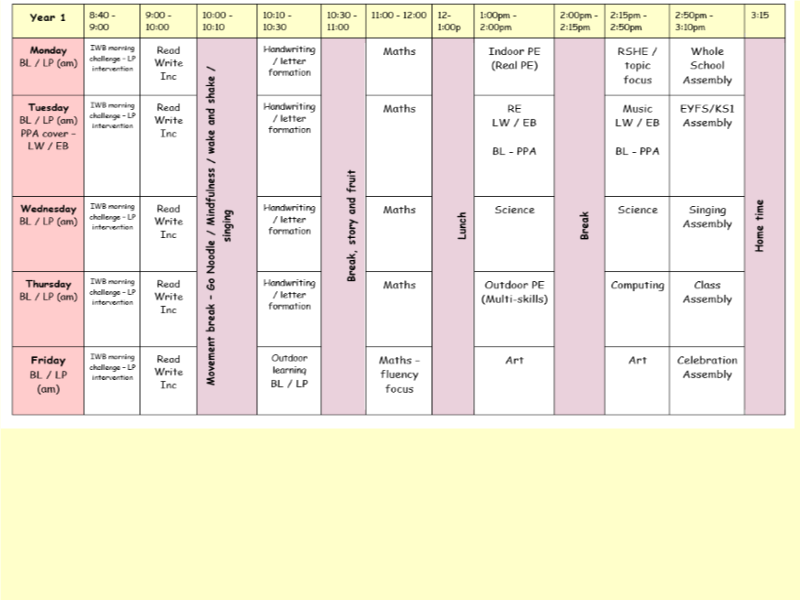 Year 1
8:40 -
9:00
9:00 -
10:00
10:00 -
10:10
10:10 -
10:30
10:30 -
11:00
11:00 - 12:00
12-
1:00p
1:00pm -
2:00pm
2:00pm -
2:15pm
2:15pm -
2:50pm
2:50pm -
3:10pm
3:15
Monday
BL / LP (am)
IWB morning
challenge - LP
intervention
Read
Write
Inc
Movement break - Go Noodle / Mindfulness / wake and shake /
singing
Handwriting
/ letter
formation
Break, story and fruit
Maths
Lunch
Indoor PE
(Real PE)
Break
RSHE /
topic
focus
Whole
School
Assembly
Home time
Tuesday
BL / LP (am)
PPA cover -
LW / EB
IWB morning
challenge - LP
intervention
Read
Write
Inc
Handwriting
/ letter
formation
Maths
RE
LW / EB
BL - PPA
Music
LW / EB
BL - PPA
EYFS/KS1
Assembly
Wednesday
BL / LP (am)
IWB morning
challenge - LP
intervention
Read
Write
Inc
Handwriting
/ letter
formation
Maths
Science
Science
Singing
Assembly
Thursday
BL / LP (am)
IWB morning
challenge - LP
intervention
Read
Write
Inc
Handwriting
/ letter
formation
Maths
Outdoor PE
(Multi-skills)
Computing
Class
Assembly
Friday
BL / LP
(am)
IWB morning
challenge - LP
intervention
Read
Write
Inc
Outdoor
learning
BL / LP
Maths -
fluency
focus
Art
Art
Celebration
Assembly